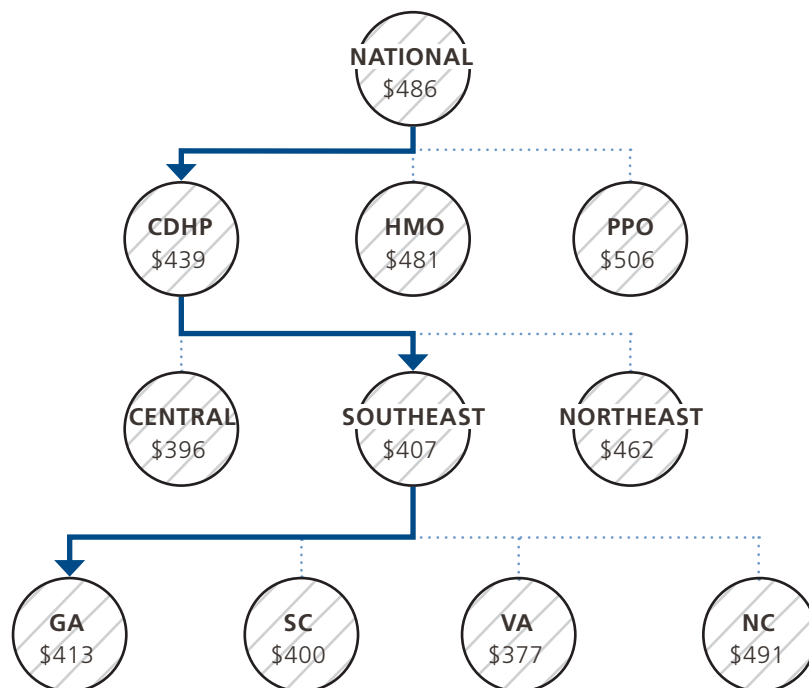 NATIONAL
$486
CDHP
$439
HMO
$481
PPO
$506
CENTRAL
$396
SOUTHEAST
$407
NORTHEAST
$462
GA
$413
SC
$400
VA
$377
NC
$491